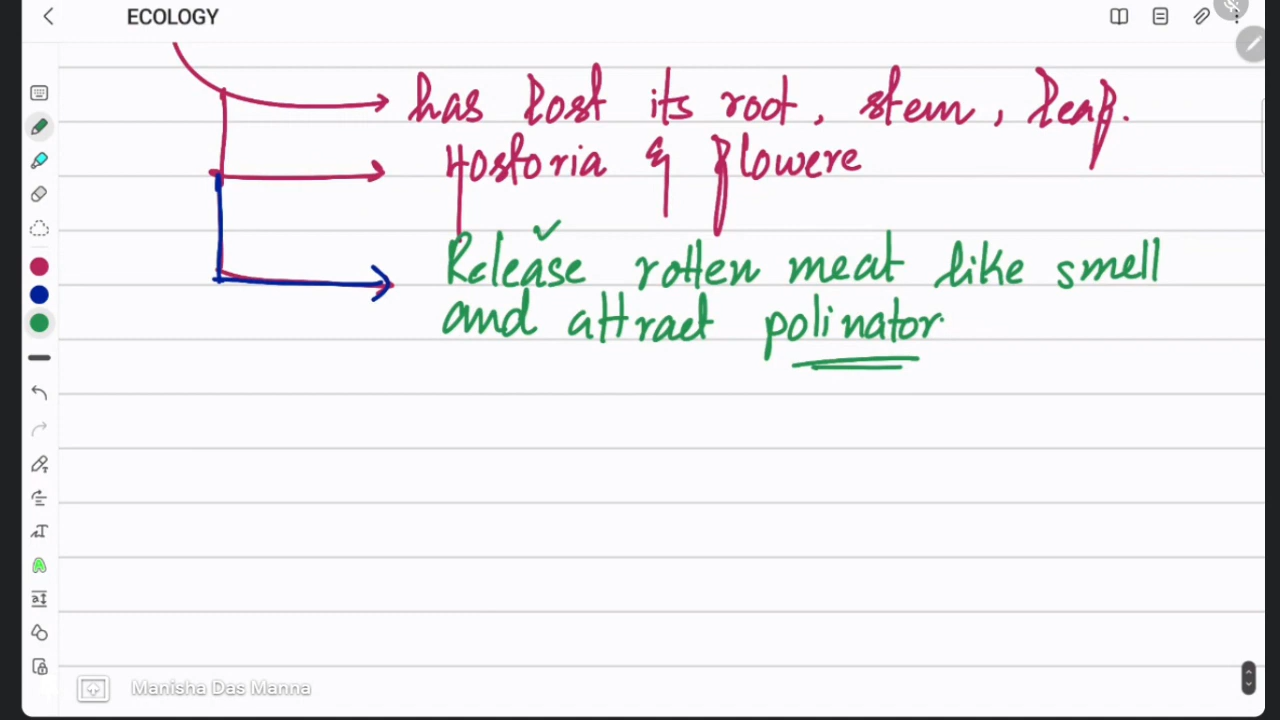 ECOLOGY
has lost its root, stem, leaf.
Hostoria & flowere
Release rotten meat like smell
and attract polinator.
Manisha Das Manna